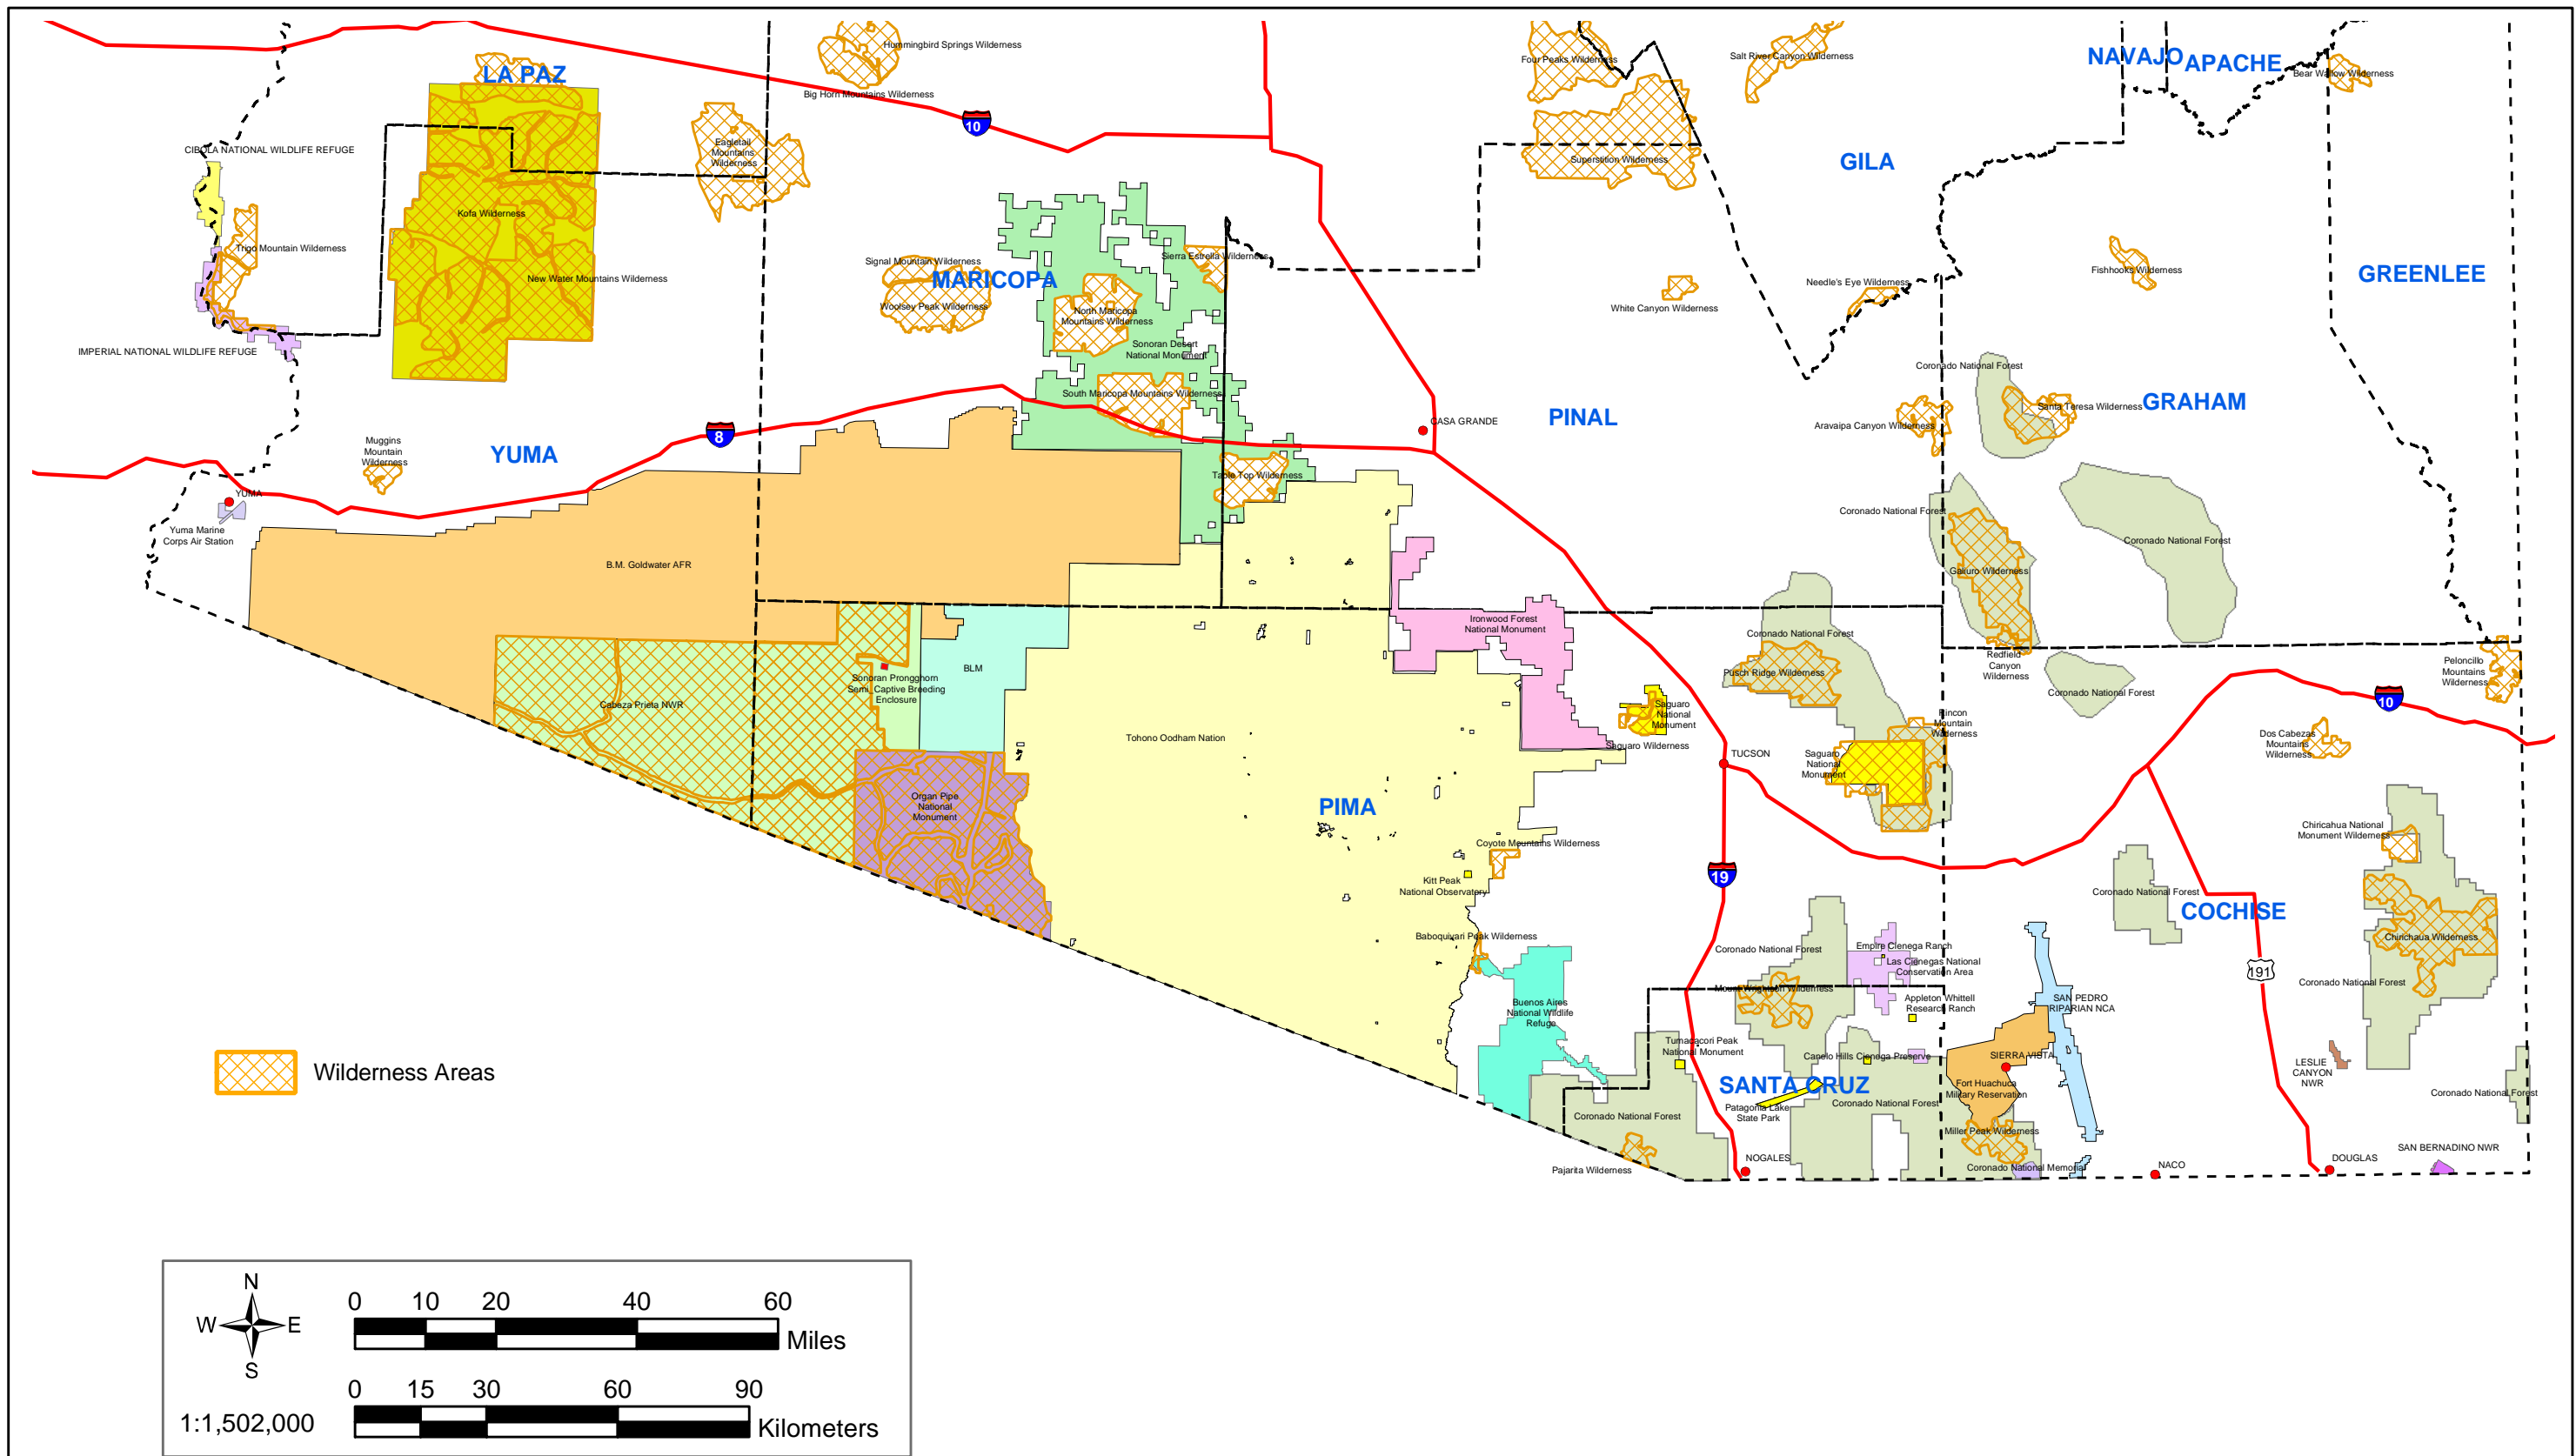 Hummingbird Springs Wilderness
Four Peaks Wilderness
Salt River Canyon Wilderness
NAVAJO
APACHE
Bear Wallow Wilderness
LA PAZ
Big Horn Mountains Wilderness
10
CIBOLA NATIONAL WILDLIFE REFUGE
Eagletail
Mountains
Wilderness
Superstition Wilderness
GILA
Kofa Wilderness
Trigo Mountain Wilderness
New Water Mountains Wilderness
Signal Mountain Wilderness
MARICOPA
Woolsey Peak Wilderness
Sierra Estrella Wilderness
North Maricopa
Mountains Wilderness
Sonoran Desert
National Monument
White Canyon Wilderness
Needle's Eye Wilderness
Fishhooks Wilderness
GREENLEE
IMPERIAL NATIONAL WILDLIFE REFUGE
South Maricopa Mountains Wilderness
Coronado National Forest
Santa Teresa Wilderness
GRAHAM
Aravaipa Canyon Wilderness
CASA GRANDE
PINAL
Muggins
Mountain
Wilderness
YUMA
8
Table Top Wilderness
YUMA
Yuma Marine
Corps Air Station
B.M. Goldwater AFR
Coronado National Forest
Coronado National Forest
Galiuro Wilderness
Ironwood Forest
National Monument
Coronado National Forest
Redfield
Canyon
Wilderness
Peloncillo
Mountains
Wilderness
BLM
Sonoran Prongghorn
Semi_Captive Breeding
Enclosure
Cabeza Prieta NWR
Pusch Ridge Wilderness
Coronado National Forest
10
Saguaro
National
Monument
Saguaro Wilderness
Tohono Oodham Nation
Rincon
Mountain
Wilderness
Dos Cabezas
Mountains
Wilderness
TUCSON
Saguaro
National
Monument
Organ Pipe
National
Monument
PIMA
Coyote Mountains Wilderness
Chiricahua National
Monument Wilderness
19
Kitt Peak
National Observatory
Coronado National Forest
COCHISE
Baboquivari Peak Wilderness
Coronado National Forest
Empire Cienega Ranch
Las Cienegas National
Conservation Area
Chirichaua Wilderness
191
Coronado National Forest
Mount Wrightson Wilderness
Appleton Whittell
Research Ranch
SAN PEDRO
RIPARIAN NCA
Buenos Aires
National Wildlife
Refuge
Tumacacori Peak
National Monument
Canelo Hills Cienega Preserve
SIERRA VISTA
LESLIE
CANYON
NWR
SANTA CRUZ
Fort Huachuca
Military Reservation
Coronado National Forest
Patagonia Lake
State Park
Coronado National Forest
Coronado National Forest
Miller Peak Wilderness
SAN BERNADINO NWR
Pajarita Wilderness
NOGALES
Coronado National Memorial
NACO
DOUGLAS
Wilderness Areas
N
W
E
S
0 10 20 40 60
Miles
0 15 30 60 90
Kilometers
1:1,502,000